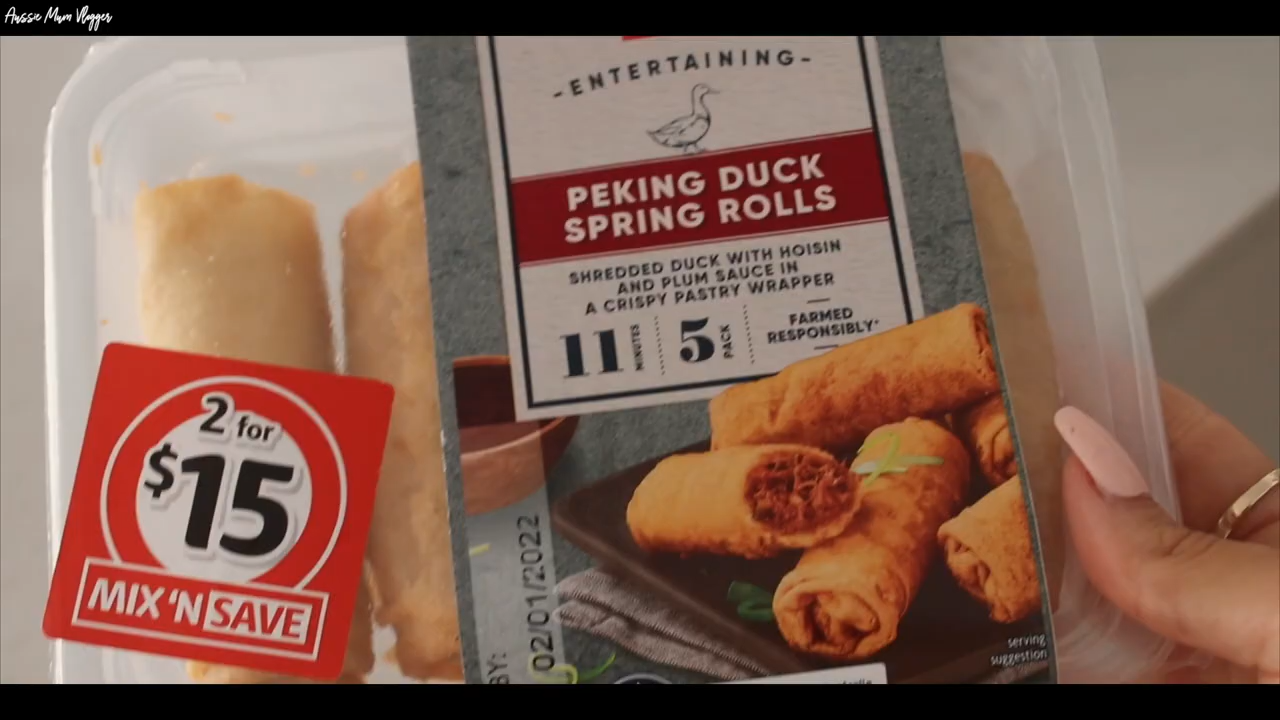 Aussie Mum Vlogger
-ENTERTAINING-
PEKING DUCK
SPRING ROLLS
SHREDDED DUCK WITH HOISIN
AND PLUM SAUCE IN
A CRISPY PASTRY WRAPPER
11 MINUTES
5 PACK
FARMED
RESPONSIBLY*
2 for
$15
MIX 'N SAVE
BY: 02/01/2022
serving
suggestion